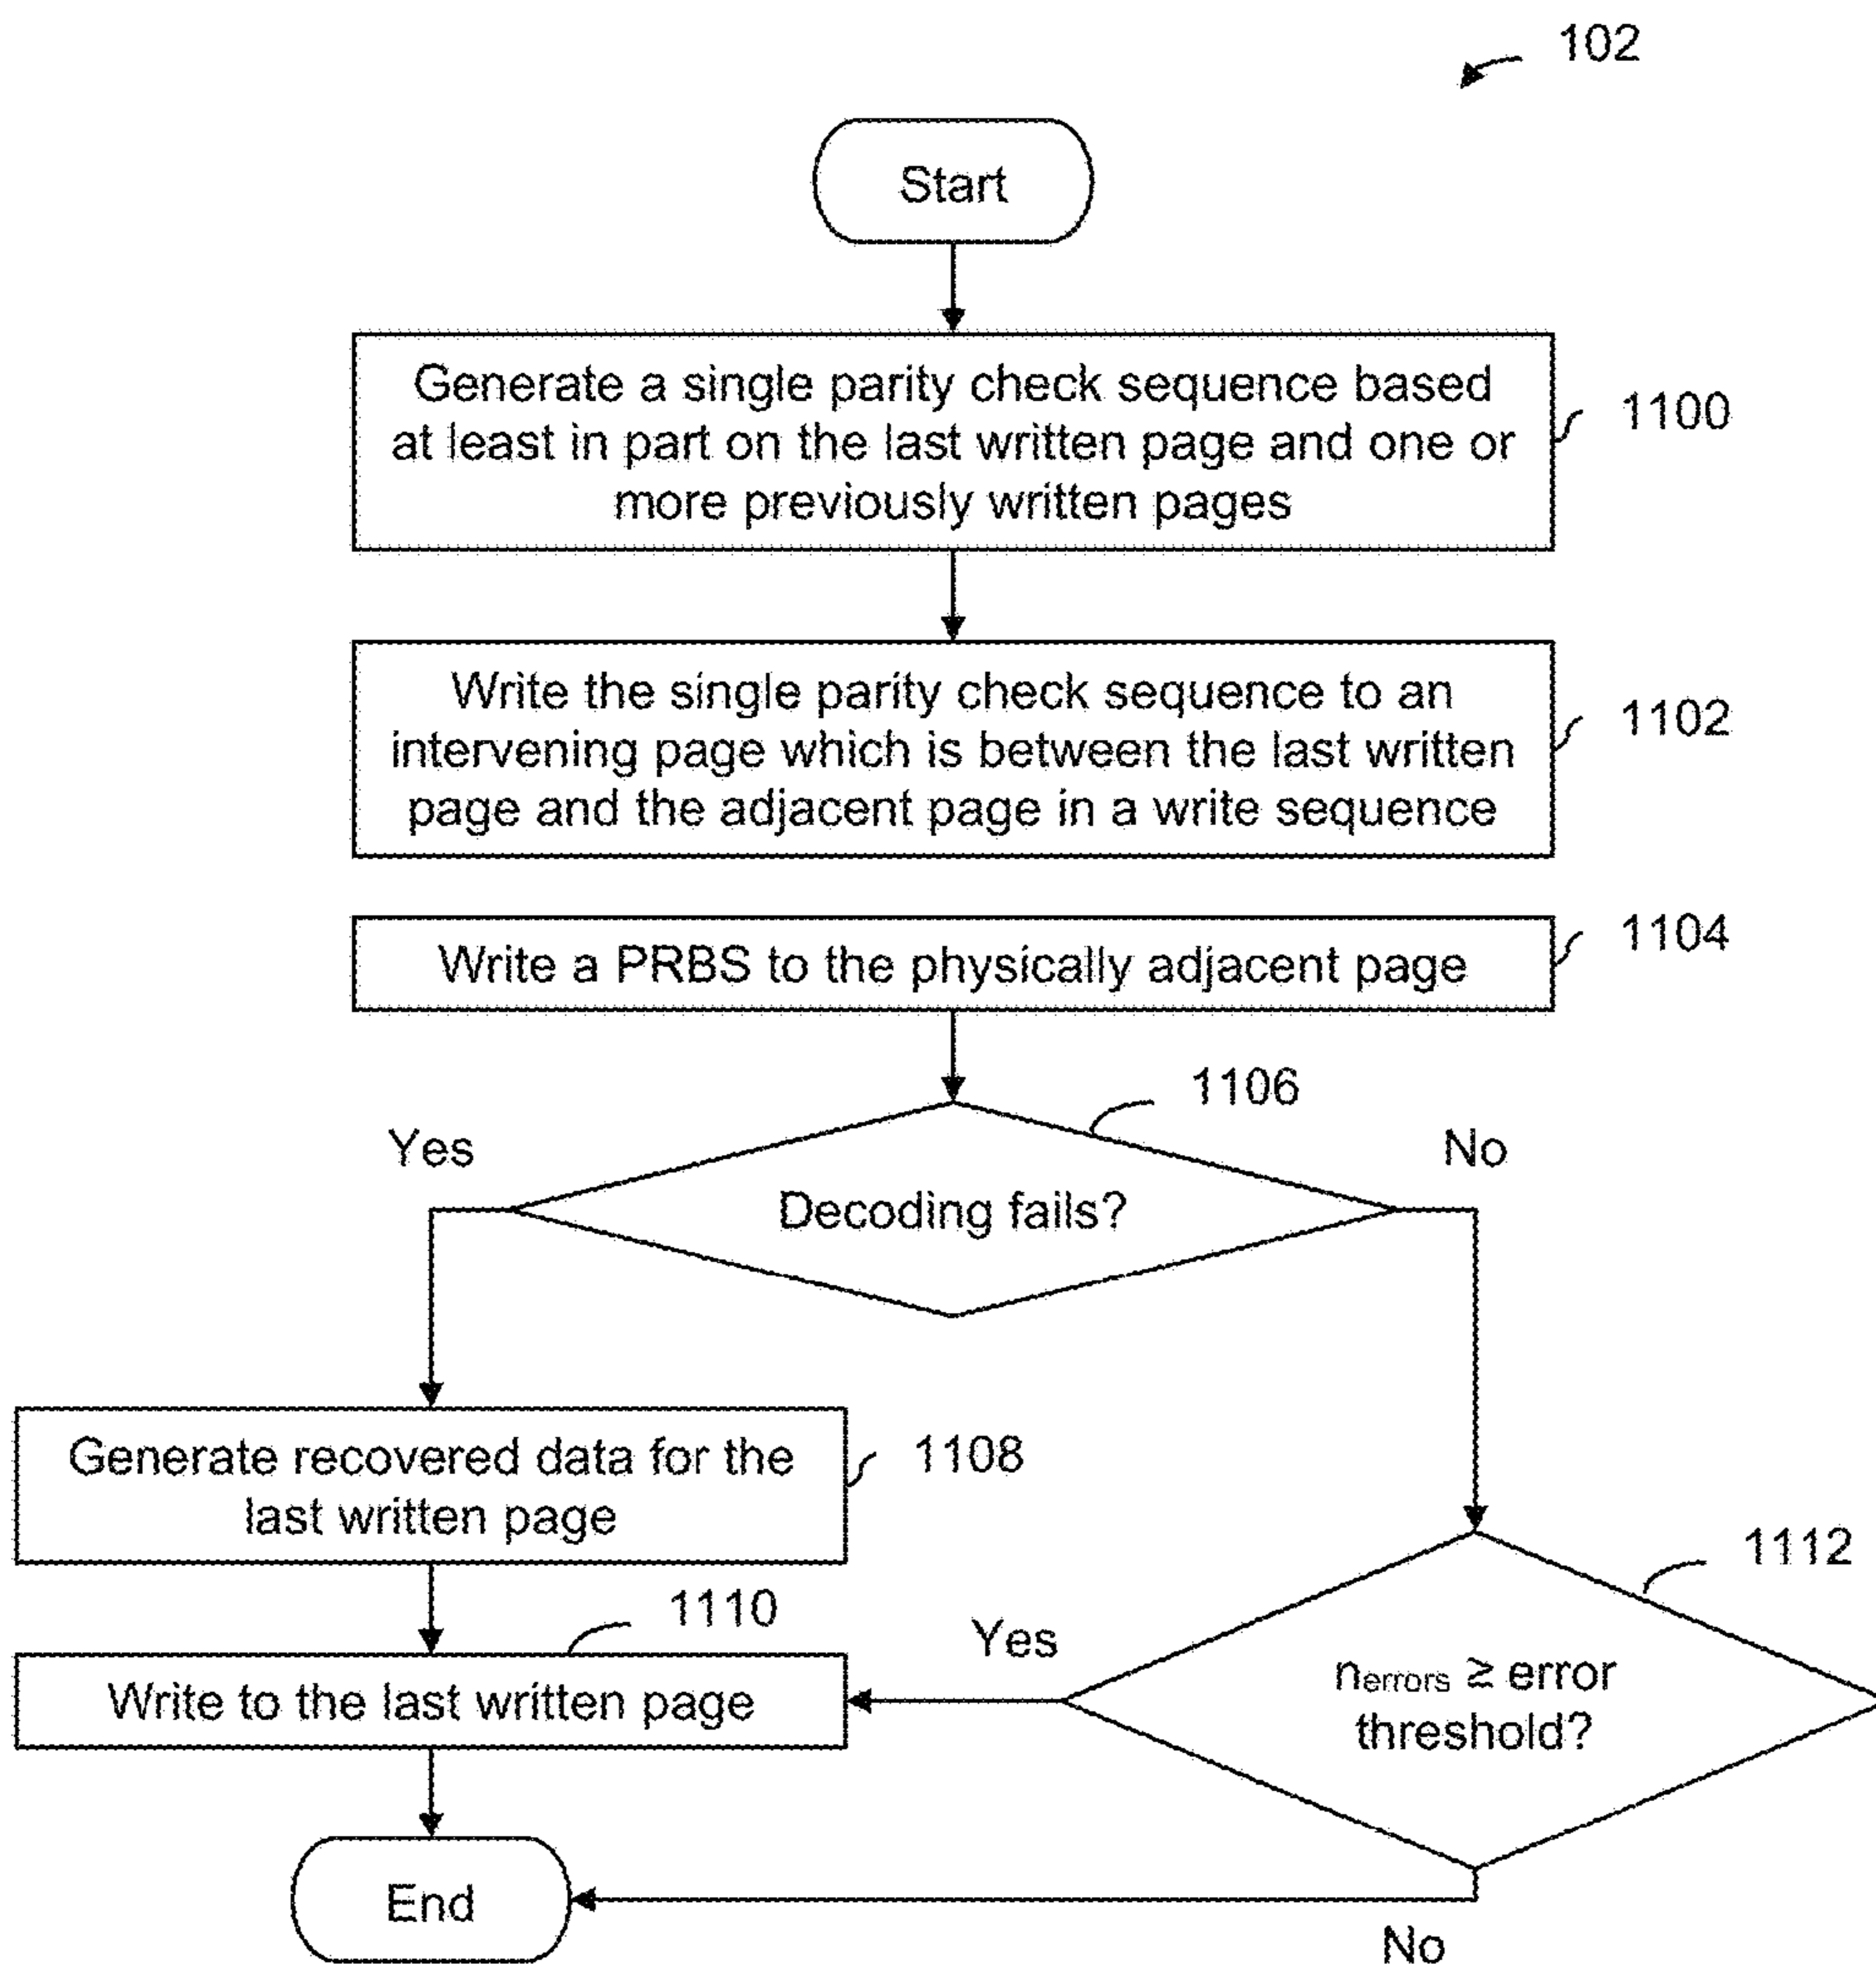 102
Start
Generate a single parity check sequence based
at least in part on the last written page and one or
more previously written pages
1100
Write the single parity check sequence to an
intervening page which is between the last written
page and the adjacent page in a write sequence
1102
Write a PRBS to the physically adjacent page
1104
1106
Yes
No
Decoding fails?
Generate recovered data for the
last written page
1108
1112
1110
Yes
Write to the last written page
nerrors ≥ error
threshold?
End
No